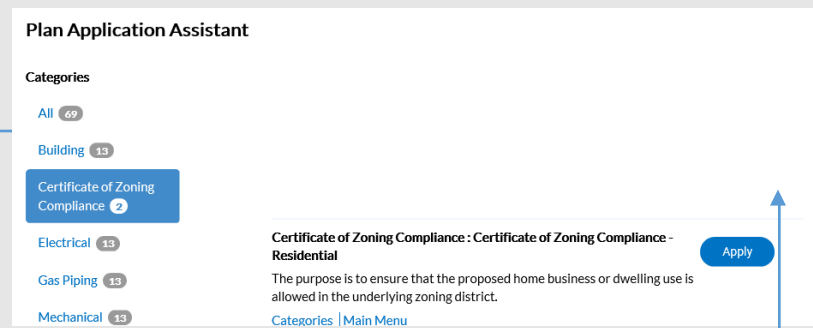 Plan Application Assistant
Categories
All 69
Building 13
Certificate of Zoning
Compliance 2
Electrical 13
Gas Piping 13
Mechanical 13
Certificate of Zoning Compliance : Certificate of Zoning Compliance -
Residential
Apply
The purpose is to ensure that the proposed home business or dwelling use is
allowed in the underlying zoning district.
Categories | Main Menu